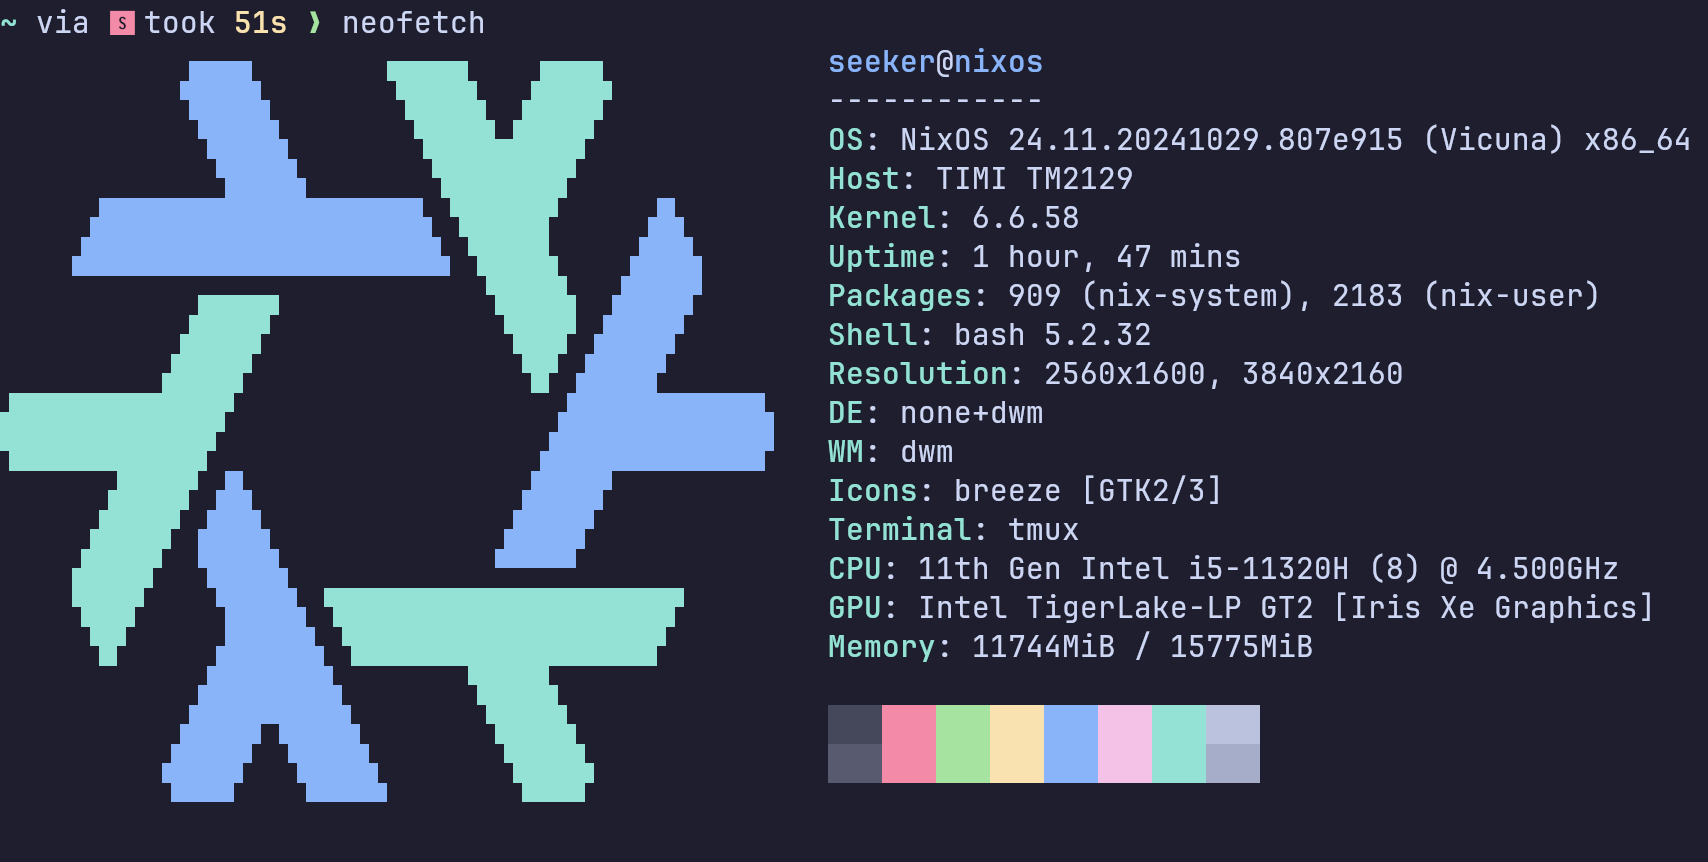 ~ via 🆂 took 51s ❱ neofetch
seeker@nixos
------------
OS: NixOS 24.11.20241029.807e915 (Vicuna) x86_64
Host: TIMI TM2129
Kernel: 6.6.58
Uptime: 1 hour, 47 mins
Packages: 909 (nix-system), 2183 (nix-user)
Shell: bash 5.2.32
Resolution: 2560x1600, 3840x2160
DE: none+dwm
WM: dwm
Icons: breeze [GTK2/3]
Terminal: tmux
CPU: 11th Gen Intel i5-11320H (8) @ 4.500GHz
GPU: Intel TigerLake-LP GT2 [Iris Xe Graphics]
Memory: 11744MiB / 15775MiB